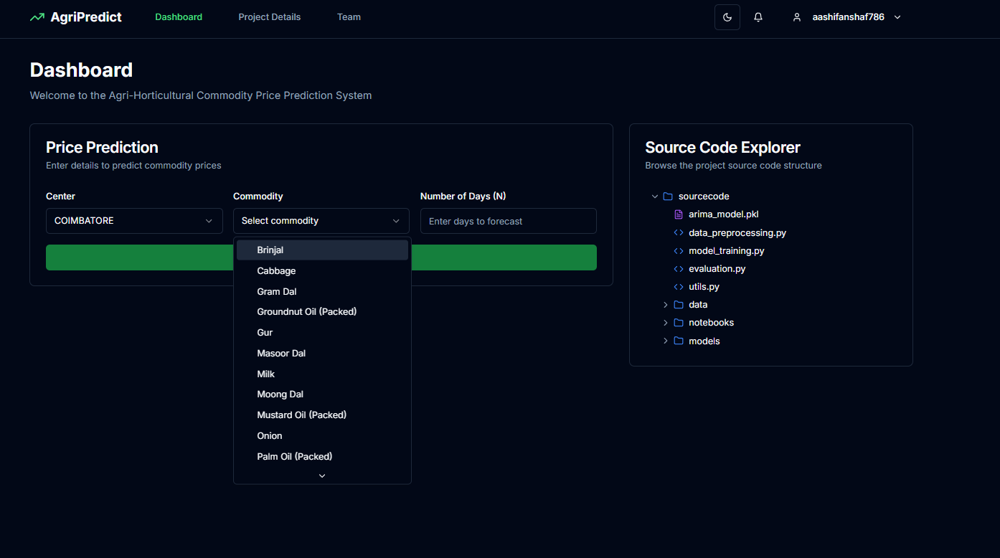 AgriPredict
Dashboard
Project Details
Team
aashifanshaf786
Dashboard
Welcome to the Agri-Horticultural Commodity Price Prediction System
Price Prediction
Enter details to predict commodity prices
Center
COIMBATORE
Commodity
Select commodity
Number of Days (N)
Enter days to forecast
Brinjal
Cabbage
Gram Dal
Groundnut Oil (Packed)
Gur
Masoor Dal
Milk
Moong Dal
Mustard Oil (Packed)
Onion
Palm Oil (Packed)
Source Code Explorer
Browse the project source code structure
sourcecode
arima_model.pkl
data_preprocessing.py
model_training.py
evaluation.py
utils.py
data
notebooks
models